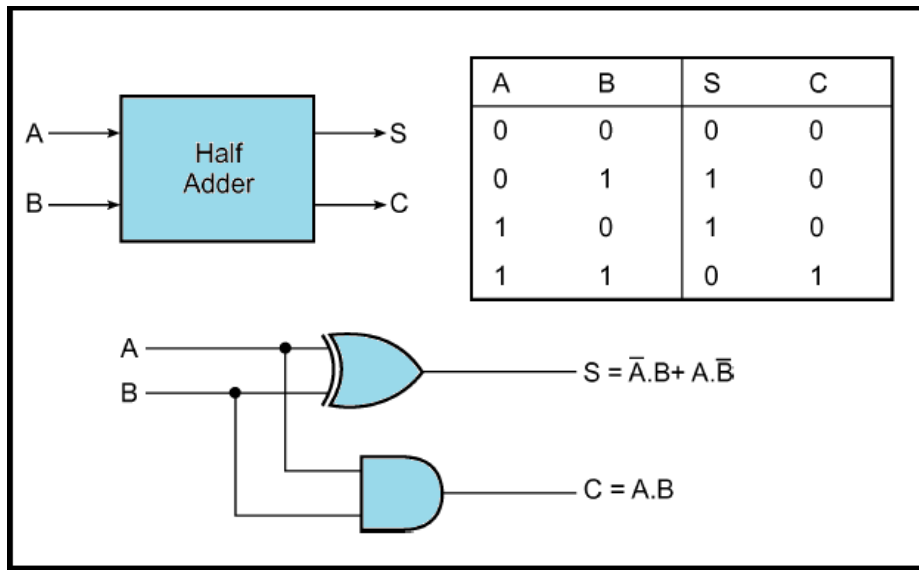 A
B
Half
Adder
S
C
A B S C
0 0 0 0
0 1 1 0
1 0 1 0
1 1 0 1
A
B
S = A̅.B+ A.B̅
C = A.B